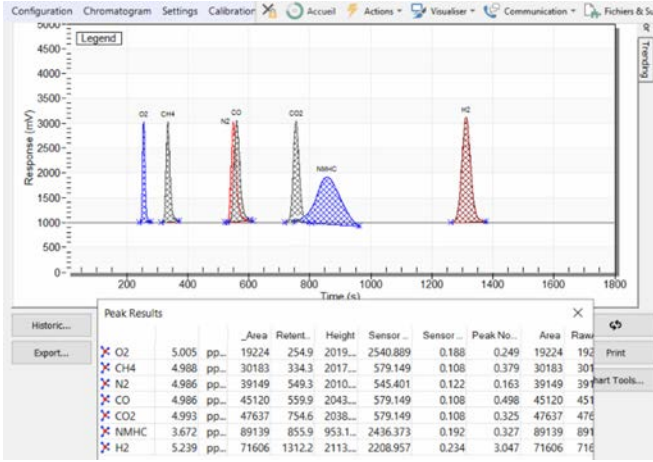 Configuration Chromatogram Settings Calibration Accueil Actions Visualiser Communication Fichiers & Su
5000
Legend
4500
4000
3500
3000
2500
2000
1500
1000
500
0
Response (mV)
O2 CH4 N2 CO CO2 NMHC H2
200 400 600 800 1000 1200 1400 1600 1800
Time (s)
Trending
Historic...
Export...
Print
hart Tools...
Peak Results
_Area Retent.. Height Sensor ... Sensor ... Peak No... Area Raw
O2 5.005 pp... 19224 254.9 2019.... 2540.889 0.188 0.249 19224 192
CH4 4.988 pp... 30183 334.3 2017.... 579.149 0.108 0.379 30183 301
N2 4.986 pp... 39149 549.3 2010.... 545.401 0.122 0.163 39149 391
CO 4.986 pp... 45120 559.9 2043.... 579.149 0.108 0.498 45120 451
CO2 4.993 pp... 47637 754.6 2038.... 579.149 0.108 0.325 47637 476
NMHC 3.672 pp... 89139 855.9 953.1... 2436.373 0.192 0.327 89139 891
H2 5.239 pp... 71606 1312.2 2113.... 2208.957 0.234 3.047 71606 716